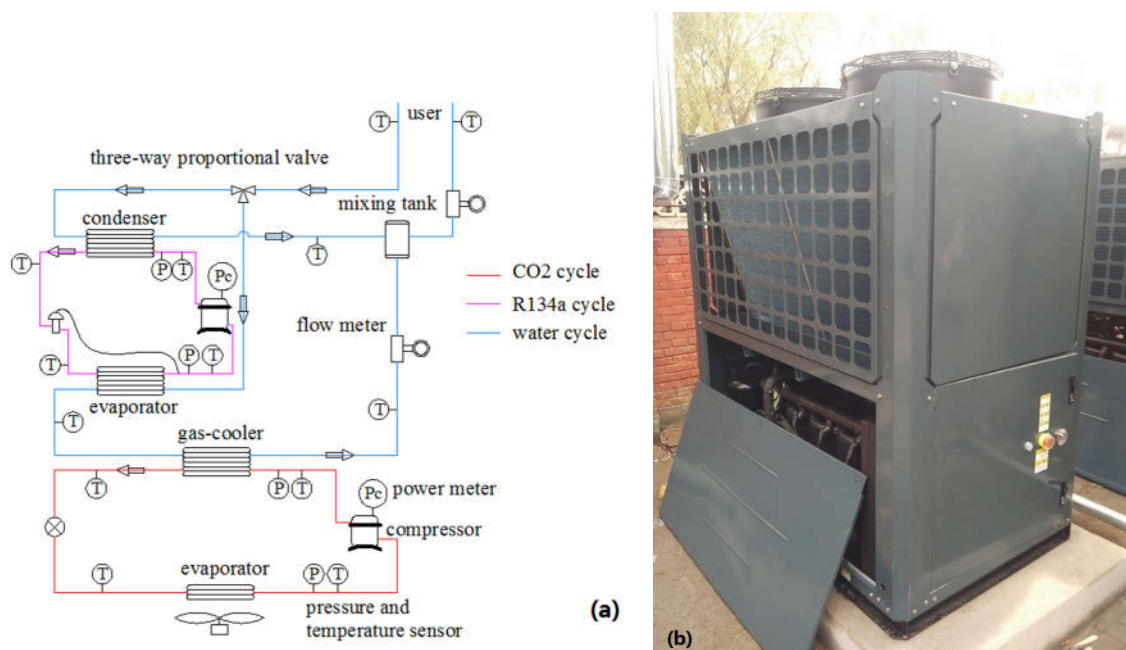 user
T
T
three-way proportional valve
mixing tank
condenser
T
T
P
T
Pc
CO2 cycle
R134a cycle
water cycle
flow meter
T
P
T
evaporator
T
T
gas-cooler
T
P
T
Pc
power meter
compressor
evaporator
T
P
T
pressure and
temperature sensor
(a)
(b)